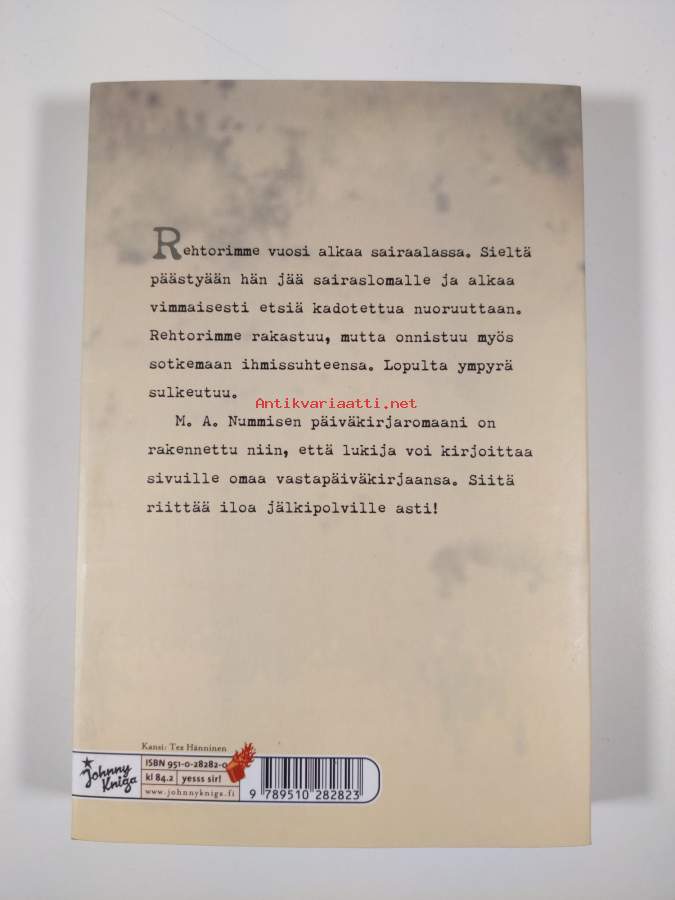 Rehtorimme vuosi alkaa sairaalassa. Sieltä
päästyään hän jää sairaslomalle ja alkaa
vimmaisesti etsiä kadotettua nuoruuttaan.
Rehtorimme rakastuu, mutta onnistuu myös
sotkemaan ihmissuhteensa. Lopulta ympyrä
sulkeutuu.
Antikvariaatti.net
M. A. Nummisen päiväkirjaromaani on
rakennettu niin, että lukija voi kirjoittaa
sivuille omaa vastapäiväkirjaansa. Siitä
riittää iloa jälkipolville asti!
Kansi: Tez Hänninen
Johnny
Kniga
ISBN 951-0-28282-0
kl 84.2 yesss sir!
www.johnnykniga.fi
9 789510 282823